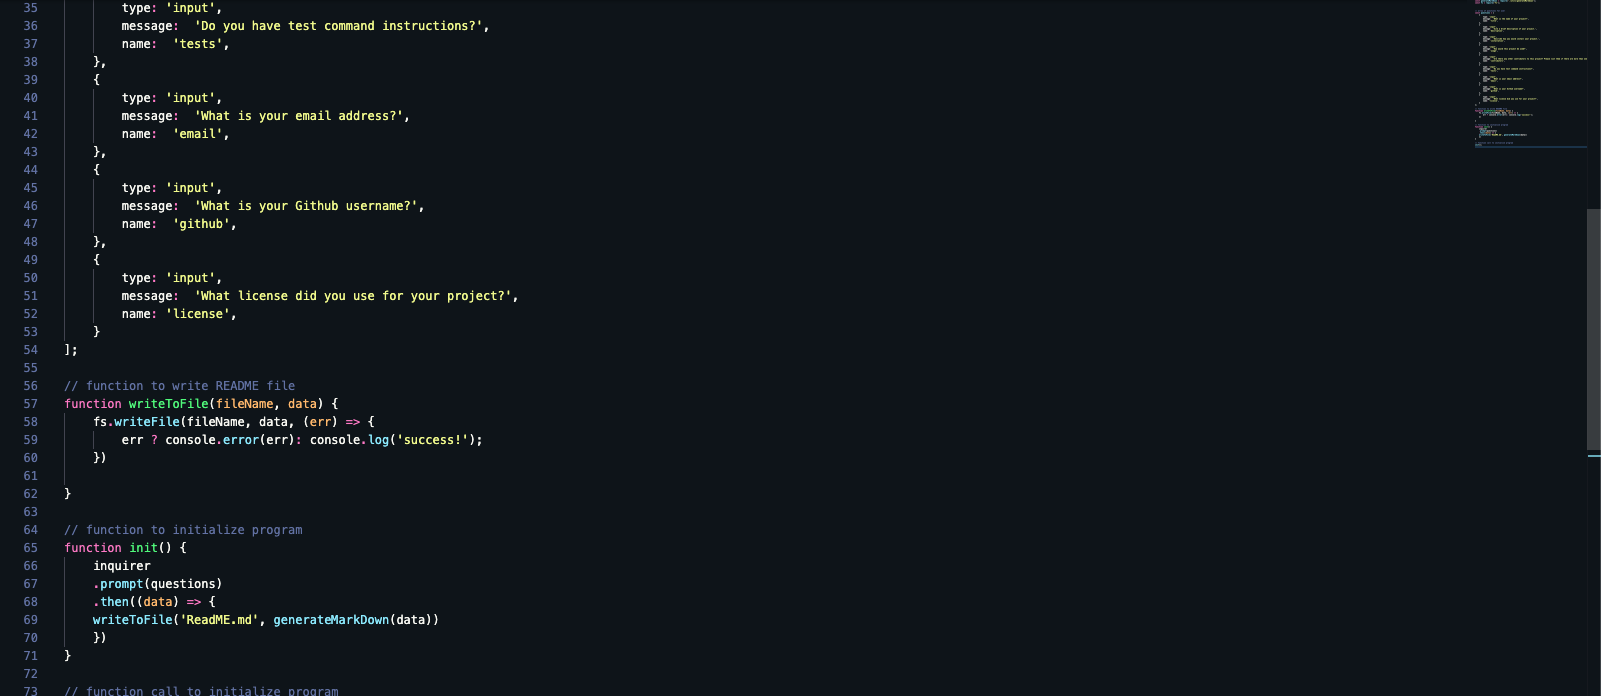 35 type: 'input',
36 message:  'Do you have test command instructions?',
37 name:  'tests',
38 },
39 {
40 type: 'input',
41 message:  'What is your email address?',
42 name:  'email',
43 },
44 {
45 type: 'input',
46 message:  'What is your Github username?',
47 name:  'github',
48 },
49 {
50 type: 'input',
51 message:  'What license did you use for your project?',
52 name: 'license',
53 }
54 ];
55
56 // function to write README file
57 function writeToFile(fileName, data) {
58 fs.writeFile(fileName, data, (err) => {
59 err ? console.error(err): console.log('success!');
60 })
61
62 }
63
64 // function to initialize program
65 function init() {
66 inquirer
67 .prompt(questions)
68 .then((data) => {
69 writeToFile('ReadME.md', generateMarkDown(data))
70 })
71 }
72
73 // function call to initialize program